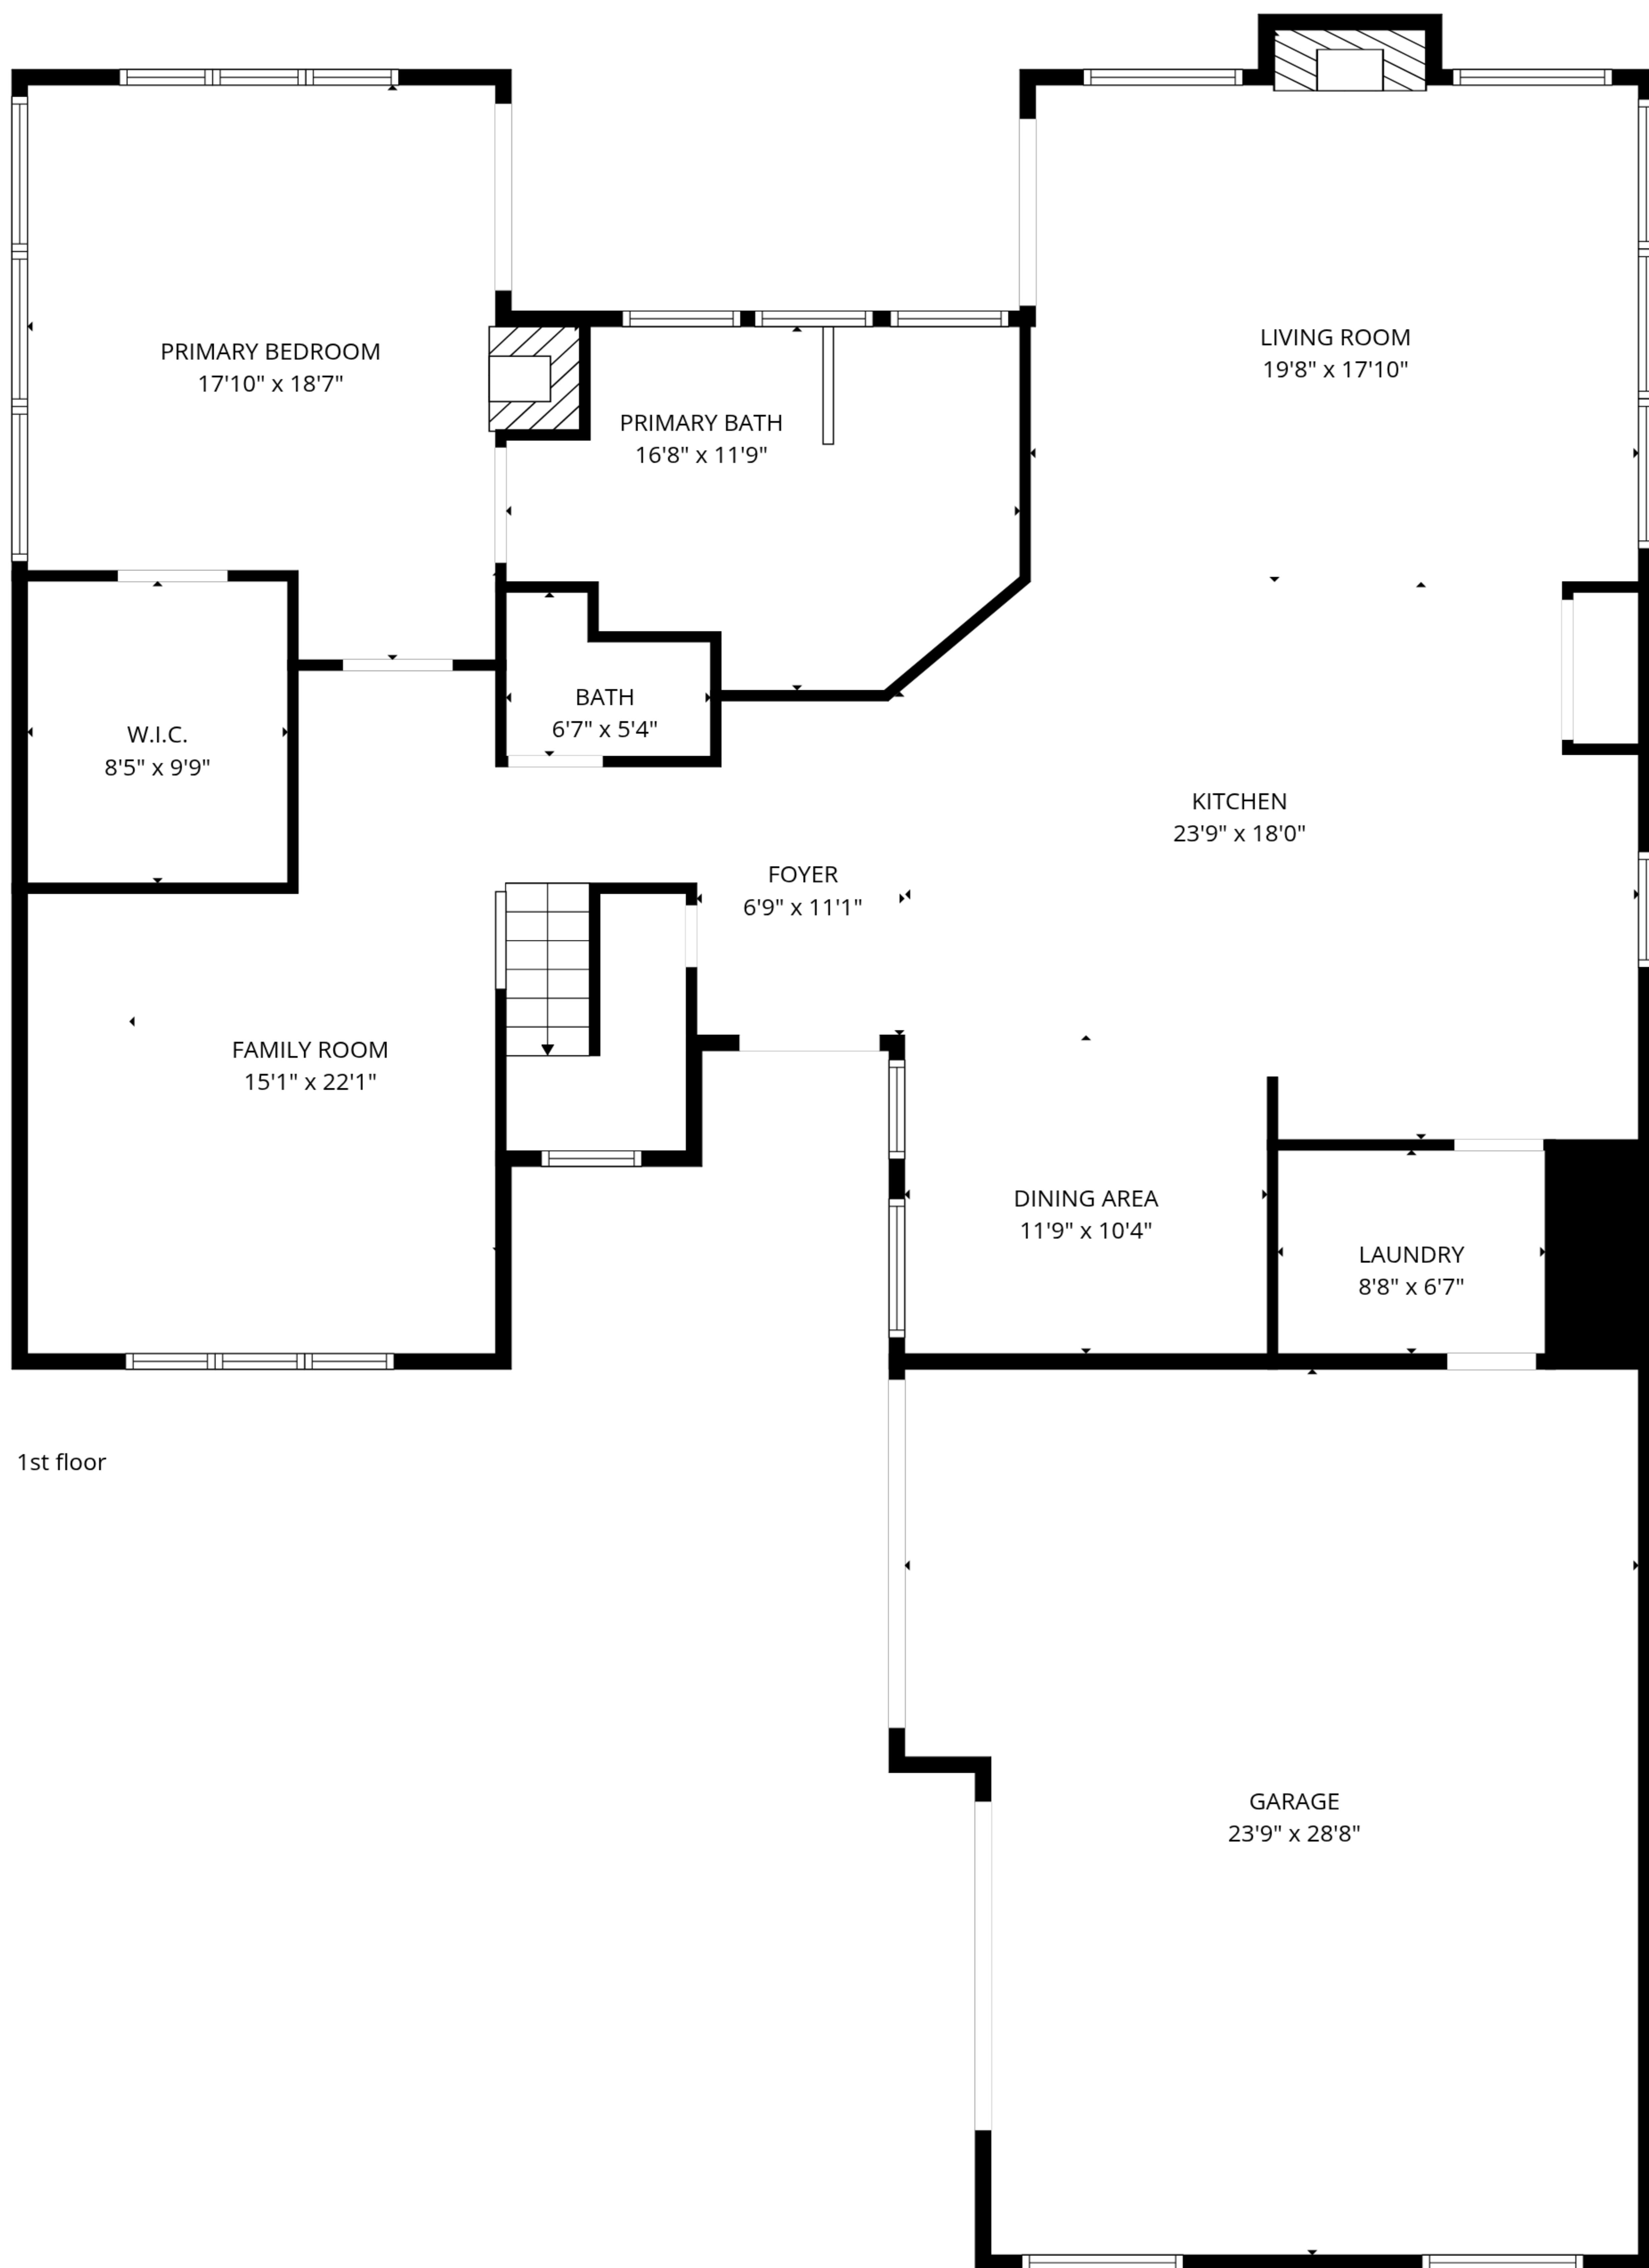 LIVING ROOM
19'8" x 17'10"
PRIMARY BEDROOM
17'10" x 18'7"
PRIMARY BATH
16'8" x 11'9"
BATH
6'7" x 5'4"
W.I.C.
8'5" x 9'9"
KITCHEN
23'9" x 18'0"
FOYER
6'9" x 11'1"
FAMILY ROOM
15'1" x 22'1"
DINING AREA
11'9" x 10'4"
LAUNDRY
8'8" x 6'7"
1st floor
GARAGE
23'9" x 28'8"